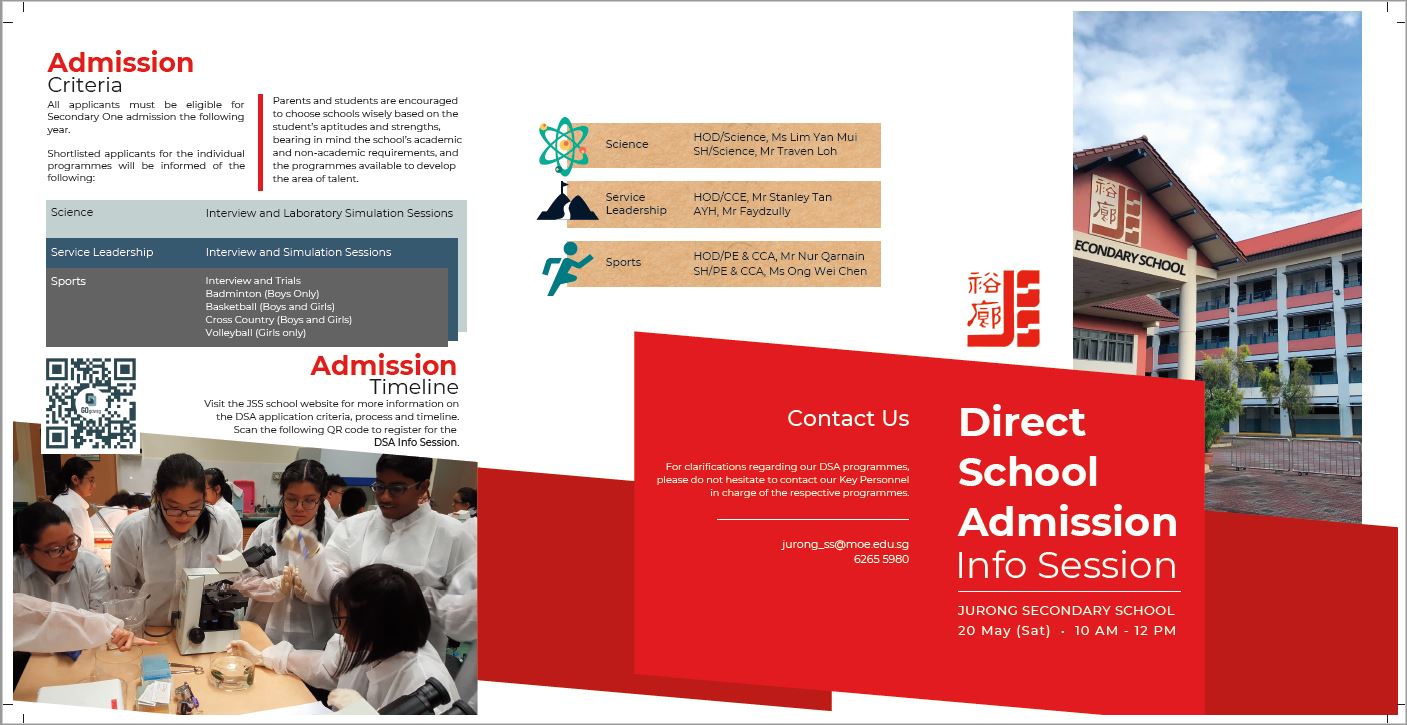 Admission
Criteria
All applicants must be eligible for
Secondary One admission the following
year.
Shortlisted applicants for the individual
programmes will be informed of the
following:
Parents and students are encouraged
to choose schools wisely based on the
student's aptitudes and strengths,
bearing in mind the school's academic
and non-academic requirements, and
the programmes available to develop
the area of talent.
Science
Interview and Laboratory Simulation Sessions
Service Leadership
Interview and Simulation Sessions
Sports
Interview and Trials
Badminton (Boys Only)
Basketball (Boys and Girls)
Cross Country (Boys and Girls)
Volleyball (Girls only)
Admission
Timeline
Visit the JSS school website for more information on
the DSA application criteria, process and timeline.
Scan the following QR code to register for the
DSA Info Session.
Science
HOD/Science, Ms Lim Yan Mui
SH/Science, Mr Traven Loh
Service
Leadership
HOD/CCE, Mr Stanley Tan
AYH, Mr Faydzully
Sports
HOD/PE & CCA, Mr Nur Qarnain
SH/PE & CCA, Ms Ong Wei Chen
Contact Us
For clarifications regarding our DSA programmes,
please do not hesitate to contact our Key Personnel
in charge of the respective programmes.
jurong_ss@moe.edu.sg
6265 5980
裕廊
JSS
裕廊
ECONDARY SCHOOL
Direct
School
Admission
Info Session
JURONG SECONDARY SCHOOL
20 May (Sat) • 10 AM - 12 PM